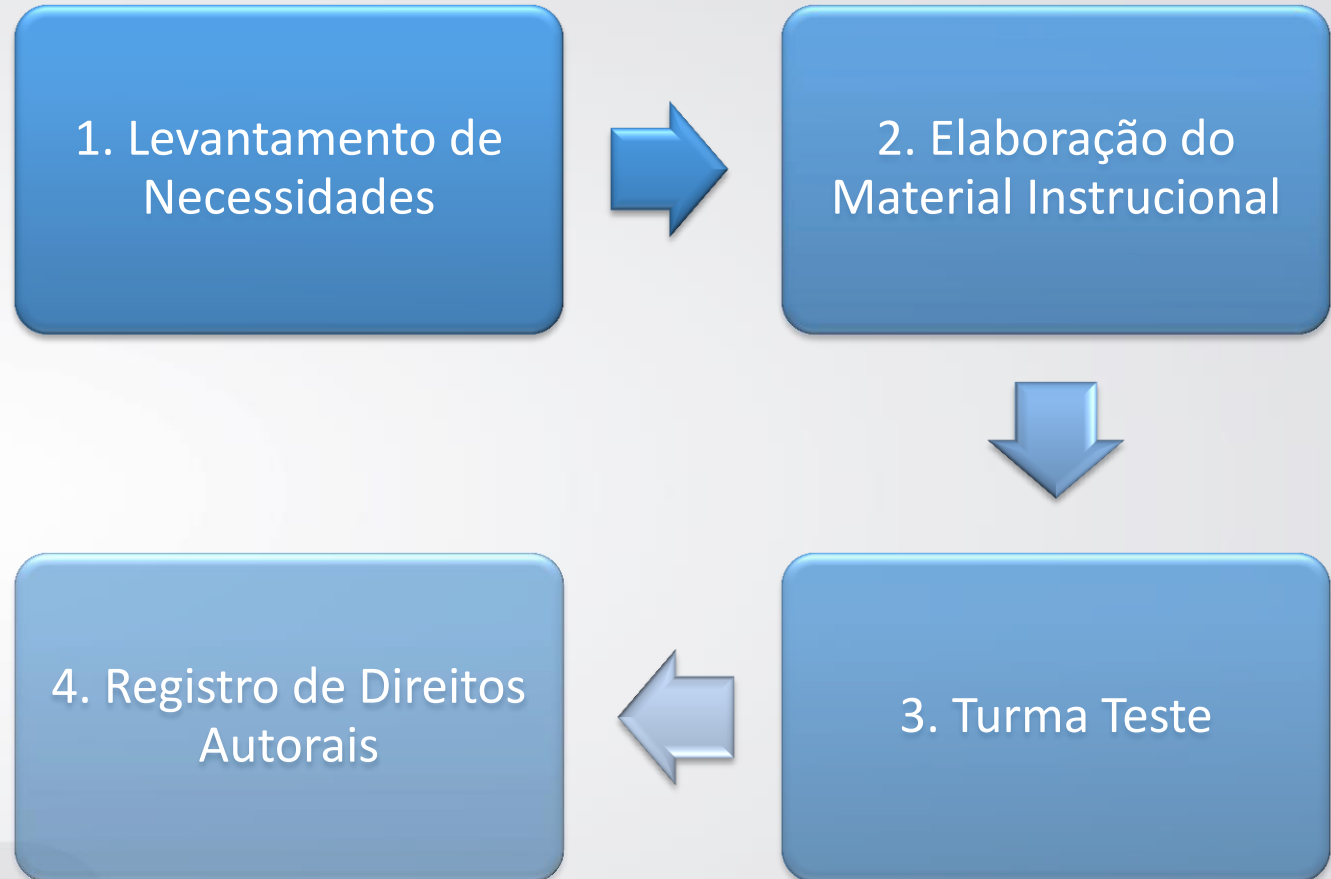 1. Levantamento de
Necessidades
2. Elaboração do
Material Instrucional
3. Turma Teste
4. Registro de Direitos
Autorais